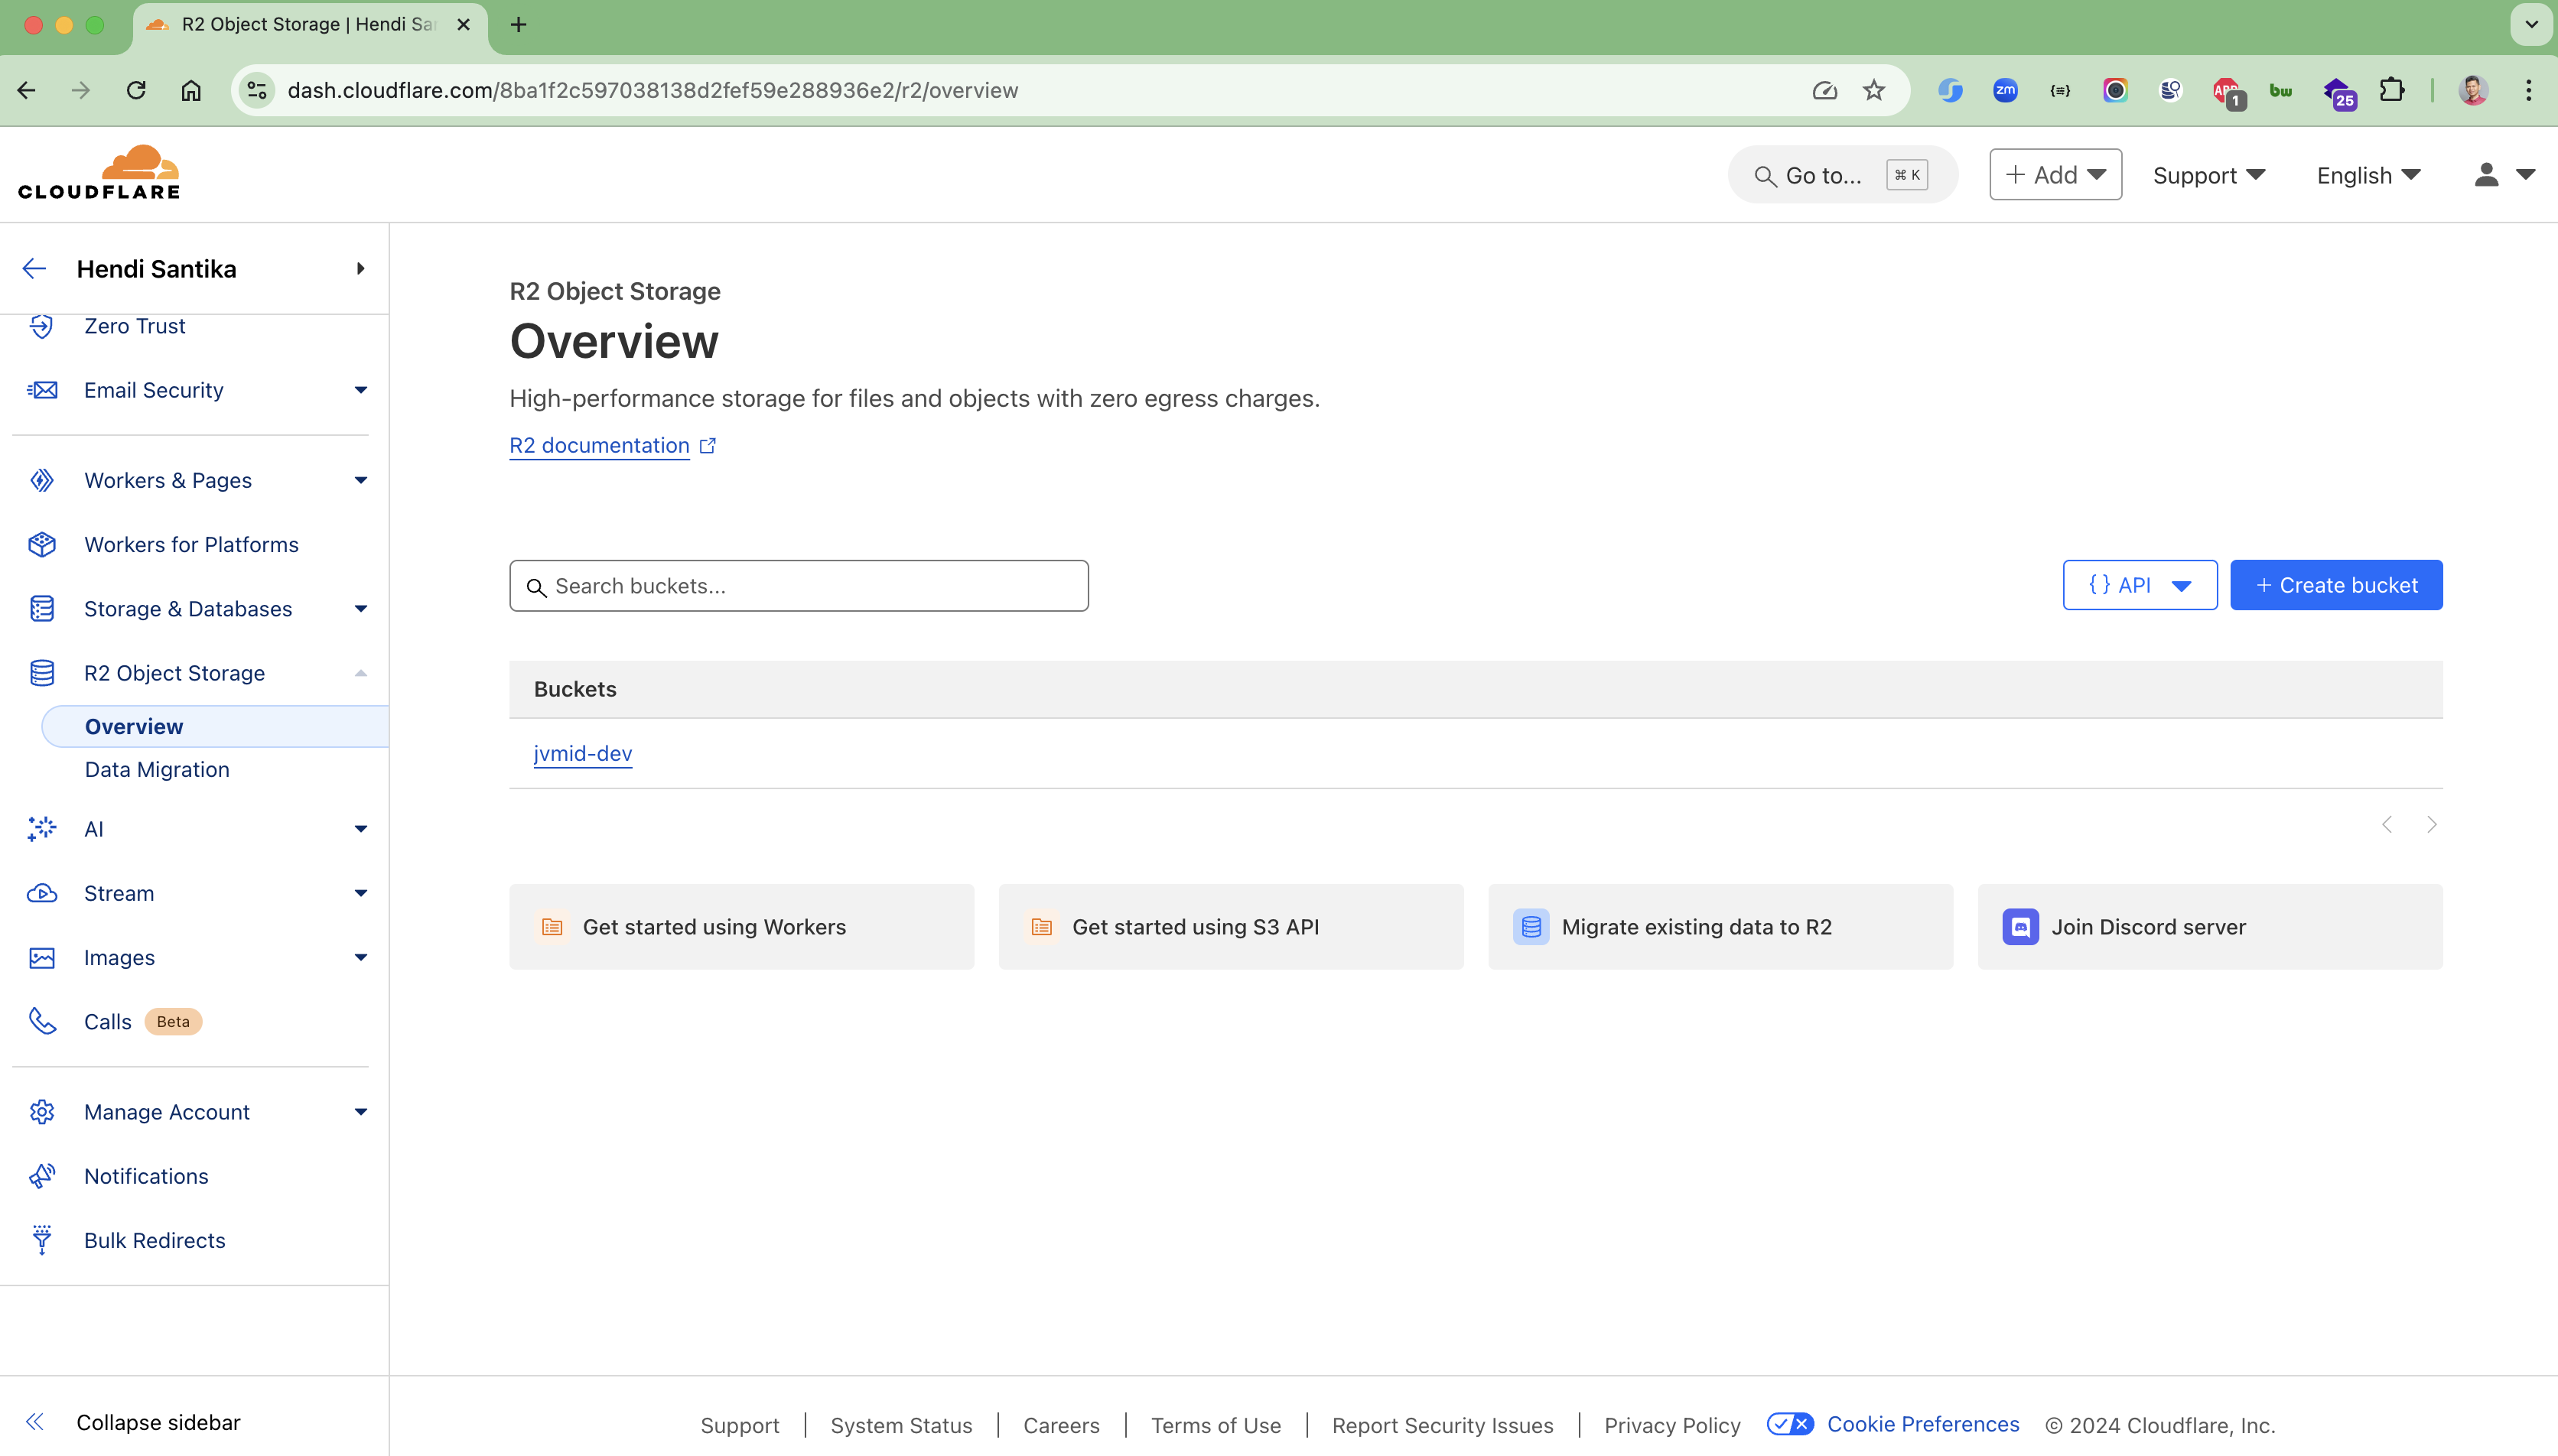 R2 Object Storage | Hendi Sa
dash.cloudflare.com/8ba1f2c597038138d2fef59e288936e2/r2/overview
zm
ABP
1
bw
25
CLOUDFLARE
Go to...
⌘ K
+ Add
Support
English
Hendi Santika
Zero Trust
Email Security
Workers & Pages
Workers for Platforms
Storage & Databases
R2 Object Storage
Overview
Data Migration
AI
Stream
Images
Calls Beta
Manage Account
Notifications
Bulk Redirects
Collapse sidebar
R2 Object Storage
Overview
High-performance storage for files and objects with zero egress charges.
R2 documentation
Search buckets...
{ } API
+ Create bucket
Buckets
jvmid-dev
Get started using Workers
Get started using S3 API
Migrate existing data to R2
Join Discord server
Support | System Status | Careers | Terms of Use | Report Security Issues | Privacy Policy Cookie Preferences © 2024 Cloudflare, Inc.